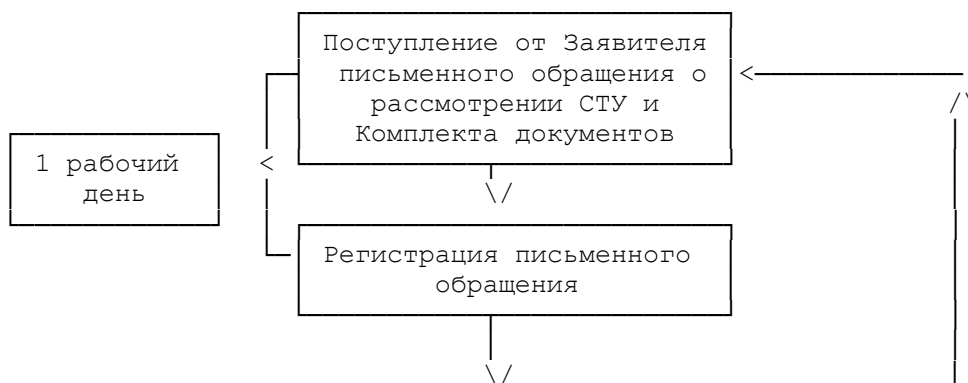 Поступление от Заявителя
письменного обращения о
рассмотрении СТУ и
Комплекта документов
1 рабочий
день
Регистрация письменного
обращения